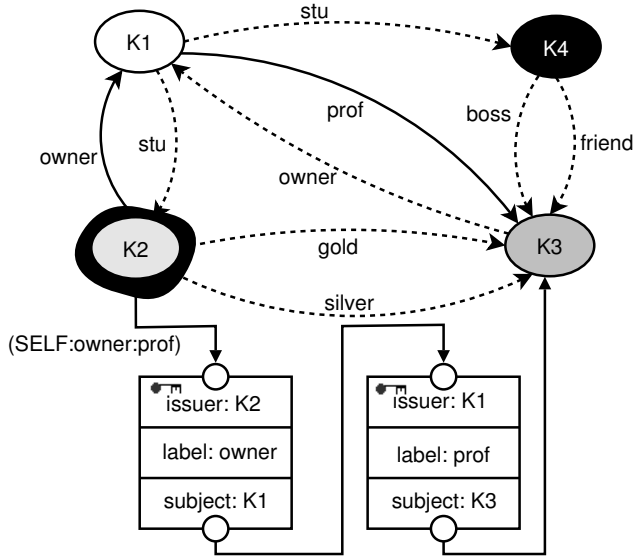 stu
K1
K4
prof
boss
owner
stu
owner
friend
K2
gold
K3
silver
(SELF:owner:prof)
issuer: K2
issuer: K1
label: owner
label: prof
subject: K1
subject: K3